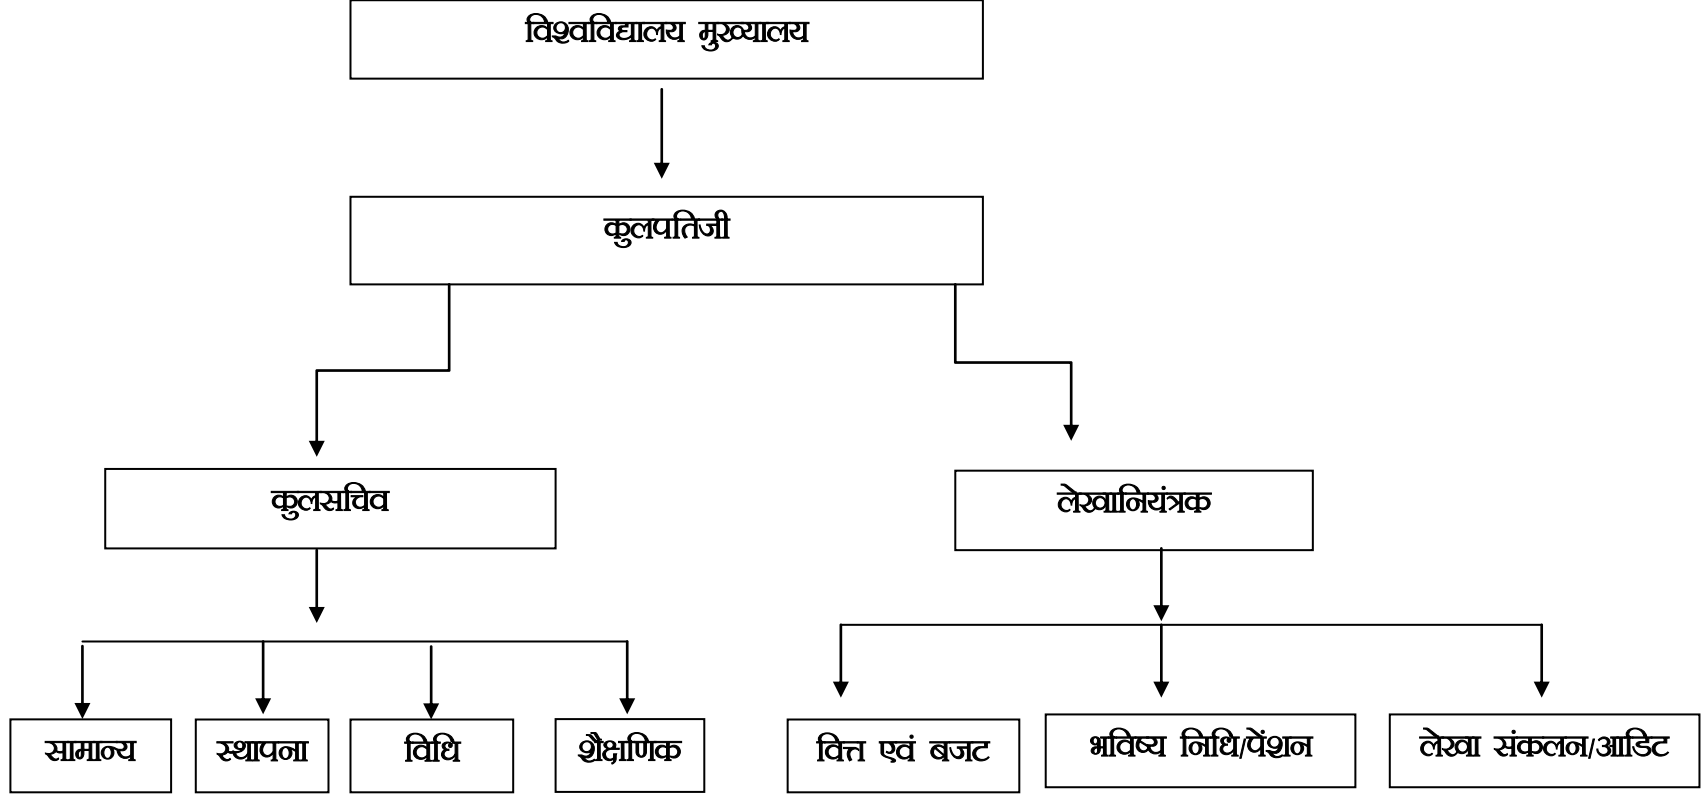 विश्वविद्यालय मुख्यालय
कुलपतिजी
कुलसचिव
लेखानियंत्रक
सामान्य
स्थापना
विधि
शैक्षणिक
वित्त एवं बजट
भविष्य निधि/पेंशन
लेखा संकलन/आडिट